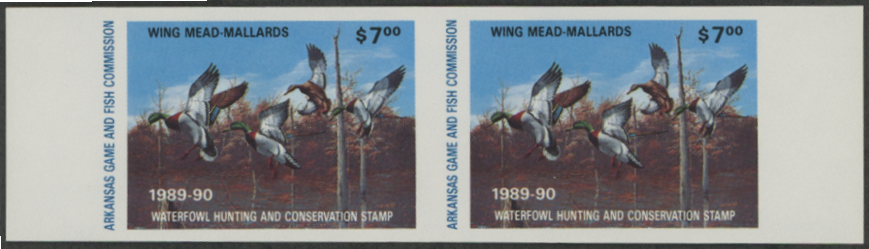 ARKANSAS GAME AND FISH COMMISSION
WING MEAD-MALLARDS
$7.00
1989-90
WATERFOWL HUNTING AND CONSERVATION STAMP
ARKANSAS GAME AND FISH COMMISSION
WING MEAD-MALLARDS
$7.00
1989-90
WATERFOWL HUNTING AND CONSERVATION STAMP